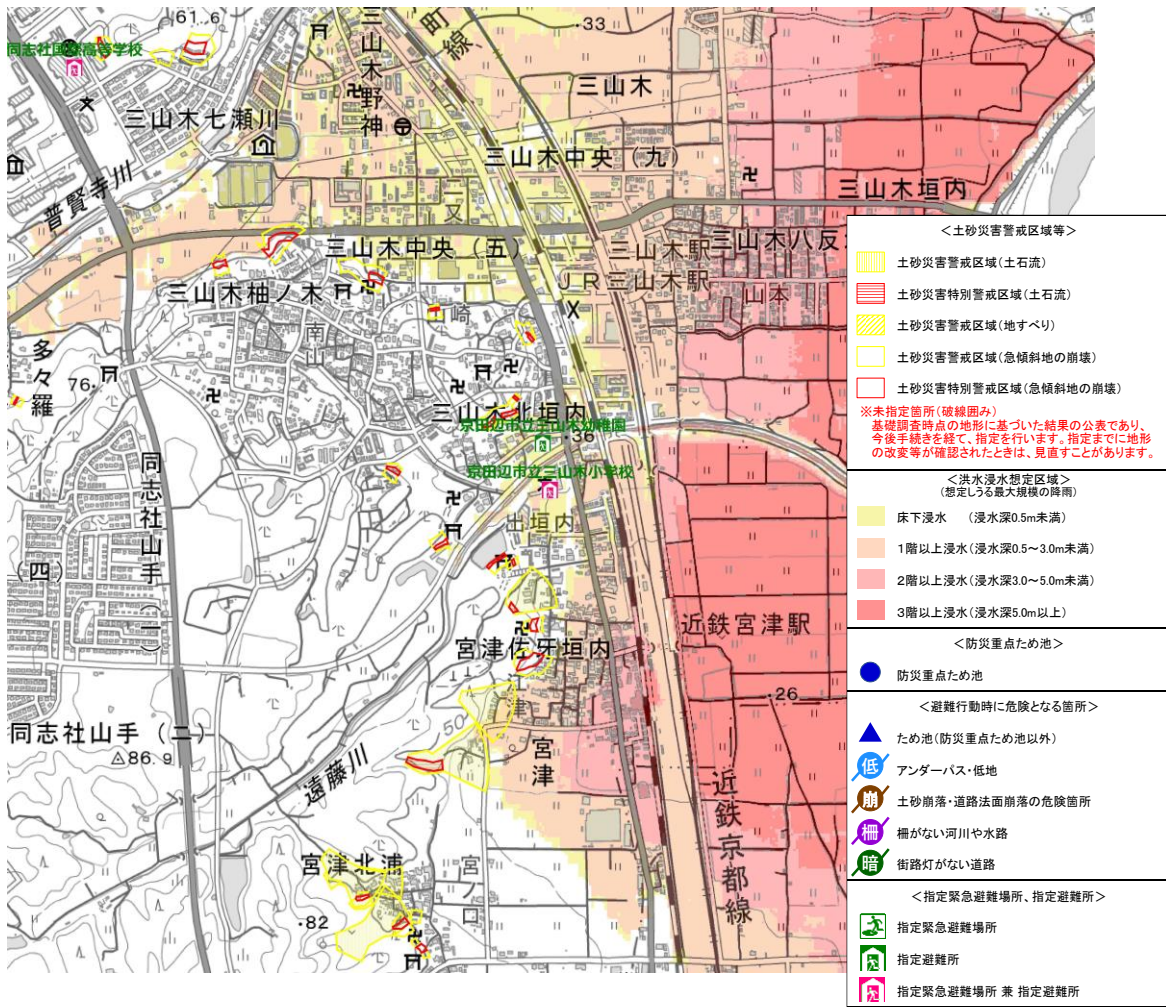 61.6
同志社国際高等学校
三山木野神
町線
・33
三山木
三山木七瀬川
三山木中央(九)
普賢寺川
二又
三山木垣内
三山木中央(五)
三山木駅
JR三山木駅
三山木八反
山本
三山木柚ノ木
南山
山崎
多々羅
76・
三山木北垣内
京田辺市立三山木幼稚園
・36
京田辺市立三山木小学校
出垣内
同志社山手(一)
(四)
近鉄宮津駅
宮津佐牙垣内
江津
・26
50
同志社山手(二)
△86.9
宮津
遠藤川
近鉄京都線
宮津北浦
宮ノ口
・82
<土砂災害警戒区域等>
土砂災害警戒区域(土石流)
土砂災害特別警戒区域(土石流)
土砂災害警戒区域(地すべり)
土砂災害警戒区域(急傾斜地の崩壊)
土砂災害特別警戒区域(急傾斜地の崩壊)
※未指定箇所(破線囲み)
基礎調査時点の地形に基づいた結果の公表であり、
今後手続きを経て、指定を行います。指定までに地形
の改変等が確認されたときは、見直すことがあります。
<洪水浸水想定区域>
(想定しうる最大規模の降雨)
床下浸水 (浸水深0.5m未満)
1階以上浸水(浸水深0.5~3.0m未満)
2階以上浸水(浸水深3.0~5.0m未満)
3階以上浸水(浸水深5.0m以上)
<防災重点ため池>
防災重点ため池
<避難行動時に危険となる箇所>
ため池(防災重点ため池以外)
低 アンダーパス・低地
崩 土砂崩落・道路法面崩落の危険箇所
柵 柵がない河川や水路
暗 街路灯がない道路
<指定緊急避難場所、指定避難所>
指定緊急避難場所
指定避難所
指定緊急避難場所 兼 指定避難所